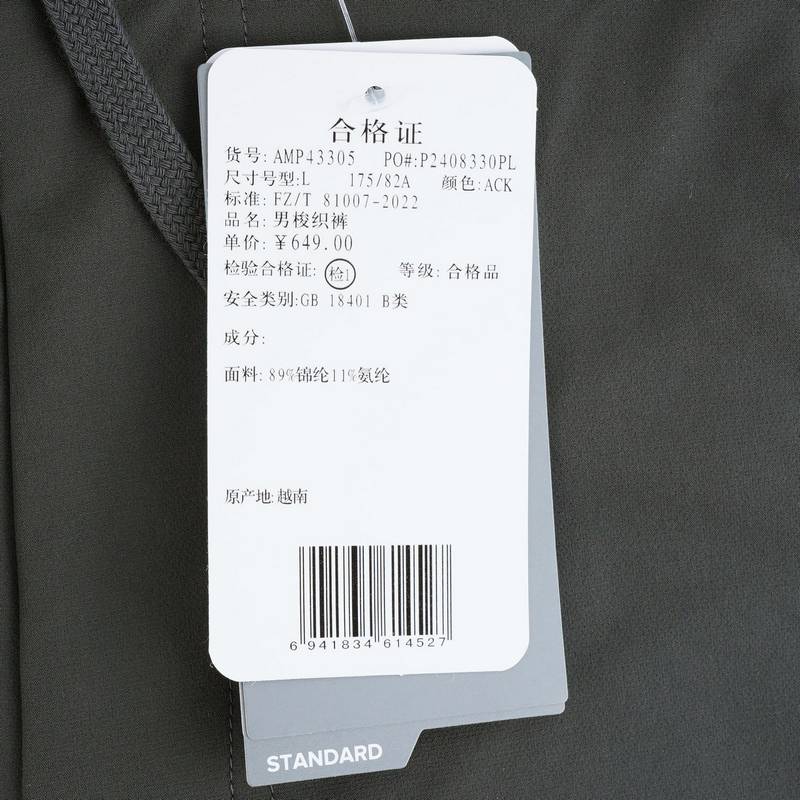 合格证
货号: AMP43305 PO#:P2408330PL
尺寸号型:L 175/82A 颜色:ACK
标准: FZ/T 81007-2022
品名: 男梭织裤
单价: ¥649.00
检验合格证: 检1 等级: 合格品
安全类别:GB 18401 B类
成分:
面料: 89%锦纶11%氨纶
原产地:越南
6 941834 614527
STANDARD